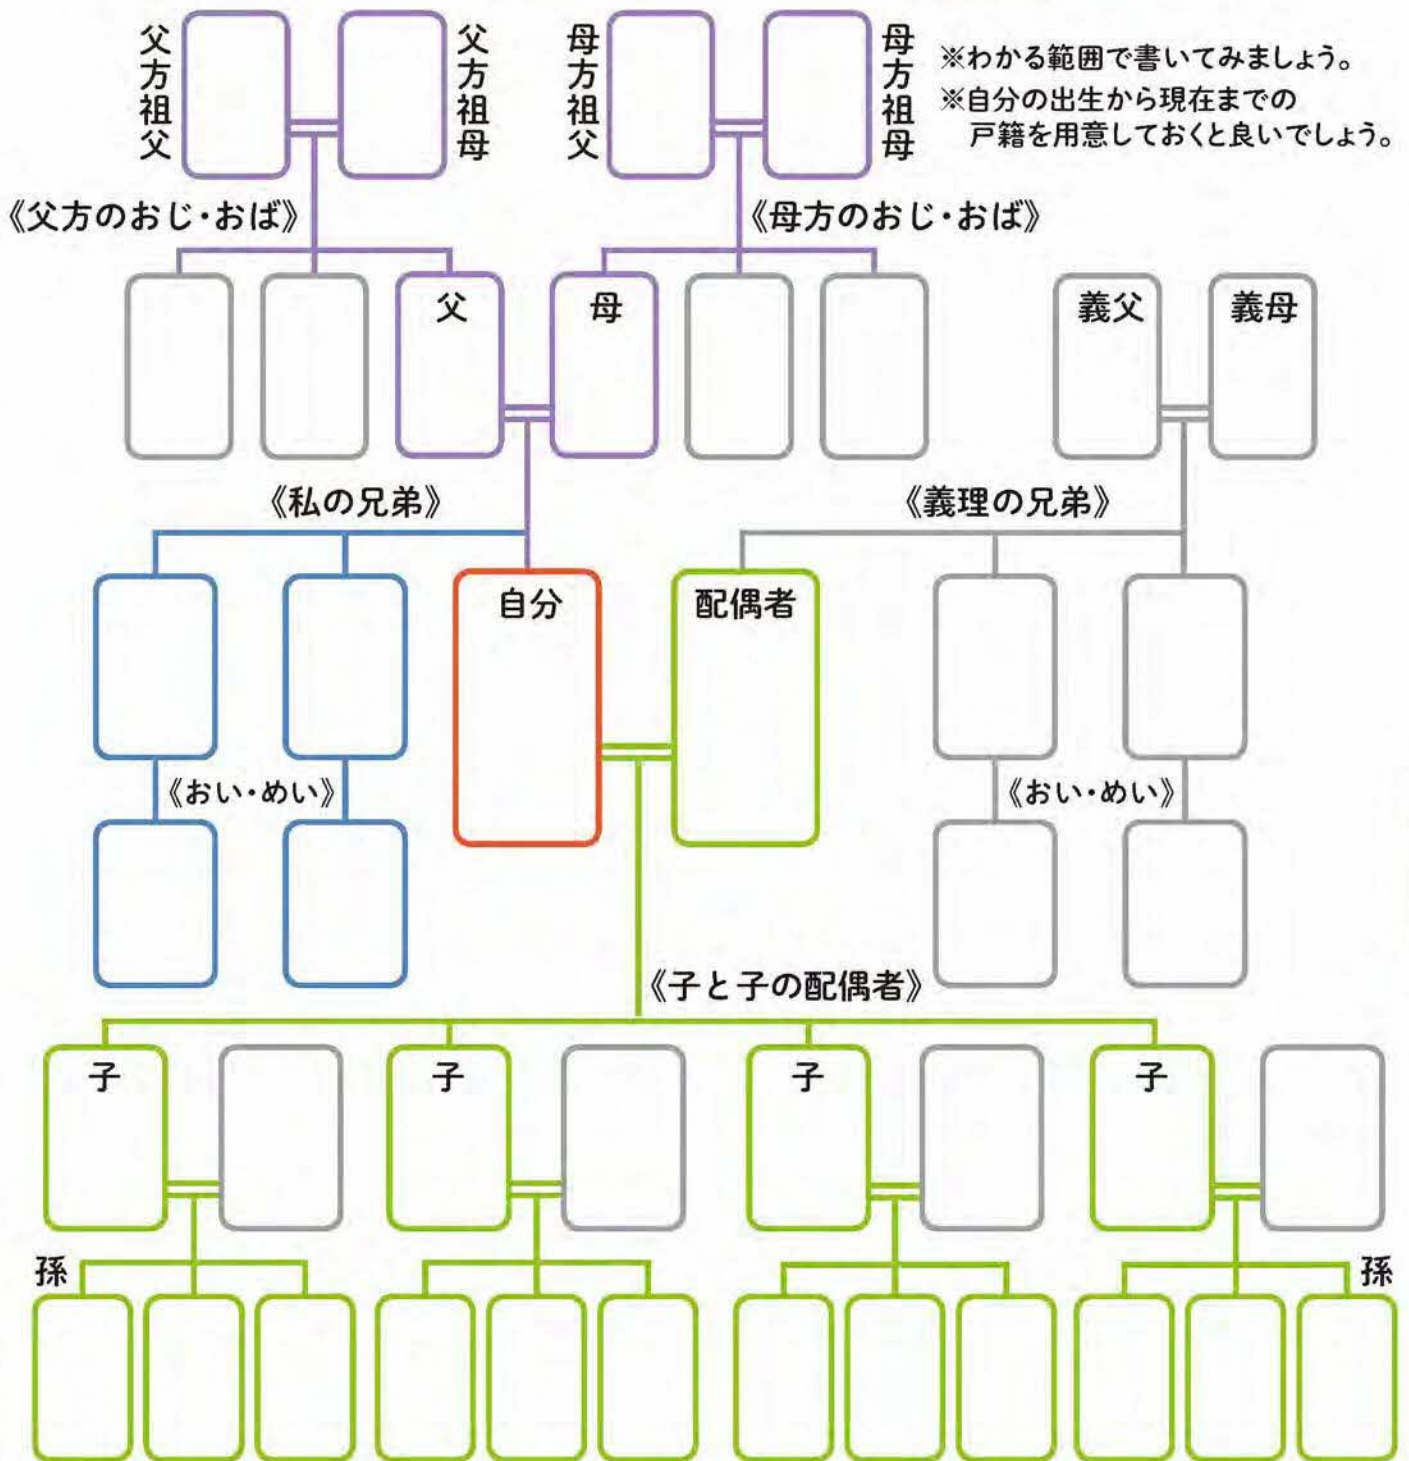 父方祖父
父方祖母
母方祖父
母方祖母
※わかる範囲で書いてみましょう。
※自分の出生から現在までの
戸籍を用意しておくと良いでしょう。
《父方のおじ・おば》
《母方のおじ・おば》
父
母
義父
義母
《私の兄弟》
《義理の兄弟》
自分
配偶者
《おい・めい》
《おい・めい》
《子と子の配偶者》
子
子
子
子
孫
孫